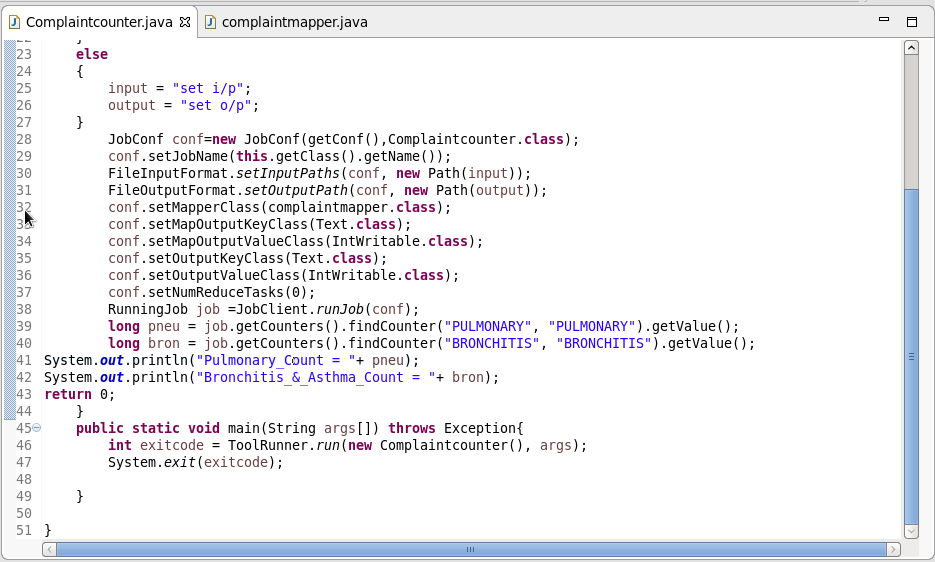 Complaintcounter.java complaintmapper.java
22 }
23 else
24 {
25 input = "set i/p";
26 output = "set o/p";
27 }
28 JobConf conf=new JobConf(getConf(),Complaintcounter.class);
29 conf.setJobName(this.getClass().getName());
30 FileInputFormat.setInputPaths(conf, new Path(input));
31 FileOutputFormat.setOutputPath(conf, new Path(output));
32 conf.setMapperClass(complaintmapper.class);
33 conf.setMapOutputKeyClass(Text.class);
34 conf.setMapOutputValueClass(IntWritable.class);
35 conf.setOutputKeyClass(Text.class);
36 conf.setOutputValueClass(IntWritable.class);
37 conf.setNumReduceTasks(0);
38 RunningJob job =JobClient.runJob(conf);
39 long pneu = job.getCounters().findCounter("PULMONARY", "PULMONARY").getValue();
40 long bron = job.getCounters().findCounter("BRONCHITIS", "BRONCHITIS").getValue();
41 System.out.println("Pulmonary_Count = "+ pneu);
42 System.out.println("Bronchitis_&_Asthma_Count = "+ bron);
43 return 0;
44 }
45 public static void main(String args[]) throws Exception{
46 int exitcode = ToolRunner.run(new Complaintcounter(), args);
47 System.exit(exitcode);
48
49 }
50
51 }